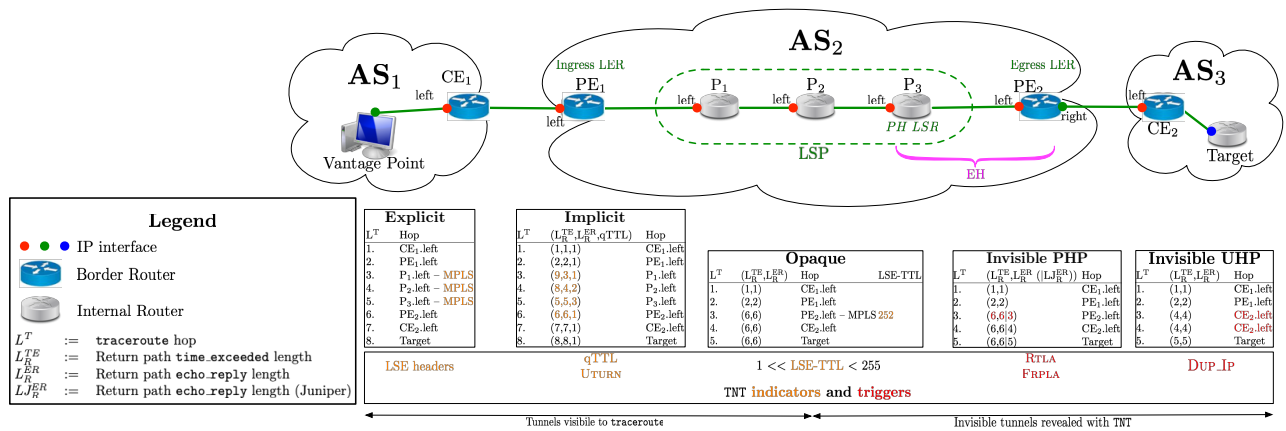 AS1
AS2
AS3
CE1
left
Vantage Point
Ingress LER
PE1
left
P1
left
P2
left
P3
left
PH LSR
LSP
EH
Egress LER
PE2
left
right
left
CE2
Target
Legend
IP interface
Border Router
Internal Router
L^T := traceroute hop
L_R^TE := Return path time_exceeded length
L_R^ER := Return path echo_reply length
LJ_R^ER := Return path echo_reply length (Juniper)
Explicit
L^T Hop
1. CE1.left
2. PE1.left
3. P1.left – MPLS
4. P2.left – MPLS
5. P3.left – MPLS
6. PE2.left
7. CE2.left
8. Target
Implicit
L^T (L_R^TE,L_R^ER,qTTL) Hop
1. (1,1,1) CE1.left
2. (2,2,1) PE1.left
3. (9,3,1) P1.left
4. (8,4,2) P2.left
5. (5,5,3) P3.left
6. (6,6,1) PE2.left
7. (7,7,1) CE2.left
8. (8,8,1) Target
Opaque
L^T (L_R^TE,L_R^ER) Hop LSE-TTL
1. (1,1) CE1.left
2. (2,2) PE1.left
3. (6,6) PE2.left – MPLS 252
4. (6,6) CE2.left
5. (6,6) Target
Invisible PHP
L^T (L_R^TE,L_R^ER (|LJ_R^ER)) Hop
1. (1,1) CE1.left
2. (2,2) PE1.left
3. (6,6|3) PE2.left
4. (6,6|4) CE2.left
5. (6,6|5) Target
Invisible UHP
L^T (L_R^TE,L_R^ER) Hop
1. (1,1) CE1.left
2. (2,2) PE1.left
3. (4,4) CE2.left
4. (4,4) CE2.left
5. (5,5) Target
LSE headers
qTTL
UTURN
1 << LSE-TTL < 255
RTLA
FRPLA
DUP_IP
TNT indicators and triggers
Tunnels visibile to traceroute
Invisible tunnels revealed with TNT